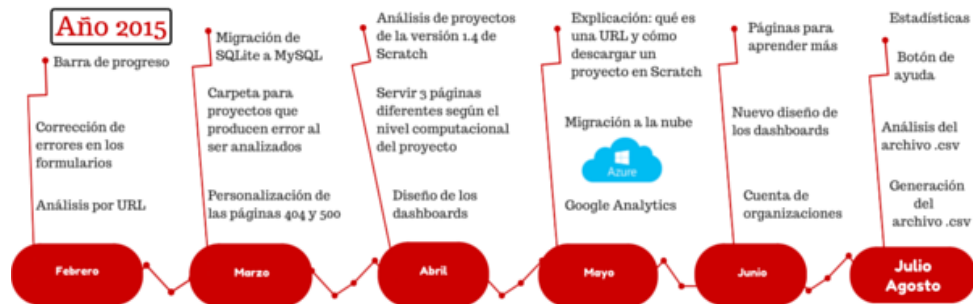 Año 2015
Barra de progreso
Corrección de
errores en los
formularios
Análisis por URL
Febrero
Migración de
SQLite a MySQL
Carpeta para
proyectos que
producen error al
ser analizados
Personalización de
las páginas 404 y 500
Marzo
Análisis de proyectos
de la versión 1.4 de
Scratch
Servir 3 páginas
diferentes según el
nivel computacional
del proyecto
Diseño de los
dashboards
Abril
Explicación: qué es
una URL y cómo
descargar un
proyecto en Scratch
Migración a la nube
Azure
Google Analytics
Mayo
Páginas para
aprender más
Nuevo diseño de
los dashboards
Cuenta de
organizaciones
Junio
Estadísticas
Botón de
ayuda
Análisis del
archivo .csv
Generación
del
archivo .csv
Julio
Agosto